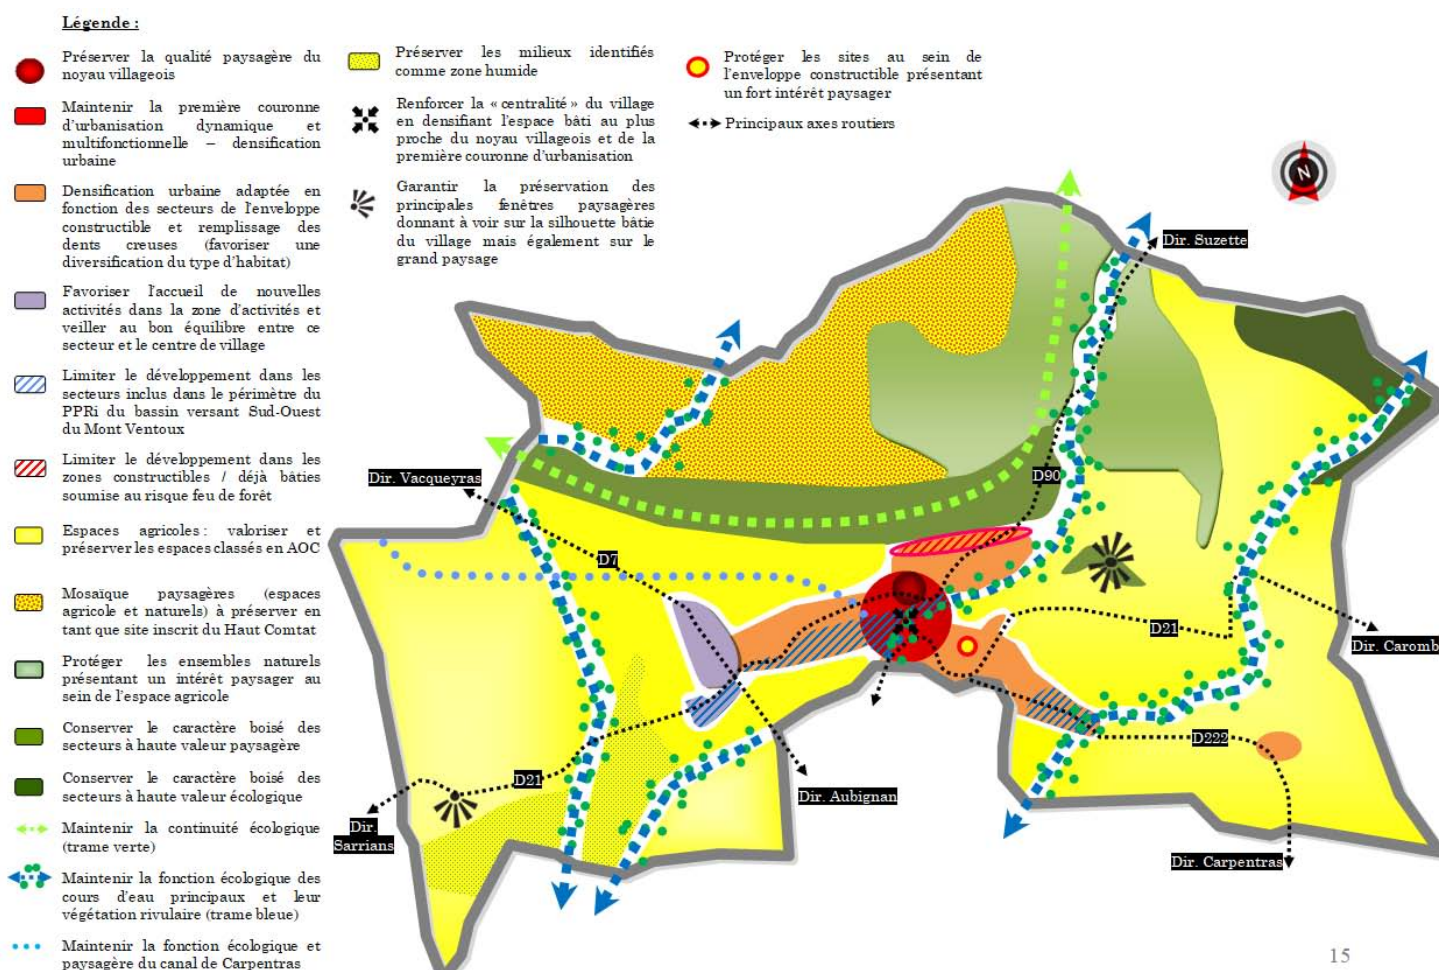 Légende :
Préserver la qualité paysagère du
noyau villageois
Maintenir la première couronne
d'urbanisation dynamique et
multifonctionnelle – densification
urbaine
Densification urbaine adaptée en
fonction des secteurs de l'enveloppe
constructible et remplissage des
dents creuses (favoriser une
diversification du type d'habitat)
Favoriser l'accueil de nouvelles
activités dans la zone d'activités et
veiller au bon équilibre entre ce
secteur et le centre de village
Limiter le développement dans les
secteurs inclus dans le périmètre du
PPRi du bassin versant Sud-Ouest
du Mont Ventoux
Limiter le développement dans les
zones constructibles / déjà bâties
soumise au risque feu de forêt
Espaces agricoles : valoriser et
préserver les espaces classés en AOC
Mosaïque paysagères (espaces
agricole et naturels) à préserver en
tant que site inscrit du Haut Comtat
Protéger les ensembles naturels
présentant un intérêt paysager au
sein de l'espace agricole
Conserver le caractère boisé des
secteurs à haute valeur paysagère
Conserver le caractère boisé des
secteurs à haute valeur écologique
Maintenir la continuité écologique
(trame verte)
Maintenir la fonction écologique des
cours d'eau principaux et leur
végétation rivulaire (trame bleue)
Maintenir la fonction écologique et
paysagère du canal de Carpentras
Préserver les milieux identifiés
comme zone humide
Renforcer la « centralité » du village
en densifiant l'espace bâti au plus
proche du noyau villageois et de la
première couronne d'urbanisation
Garantir la préservation des
principales fenêtres paysagères
donnant à voir sur la silhouette bâtie
du village mais également sur le
grand paysage
Protéger les sites au sein de
l'enveloppe constructible présentant
un fort intérêt paysager
Principaux axes routiers
N
Dir. Suzette
Dir. Vacqueyras
D90
D7
D21
Dir. Caromb
D222
D21
Dir. Aubignan
Dir.
Sarrians
Dir. Carpentras
15